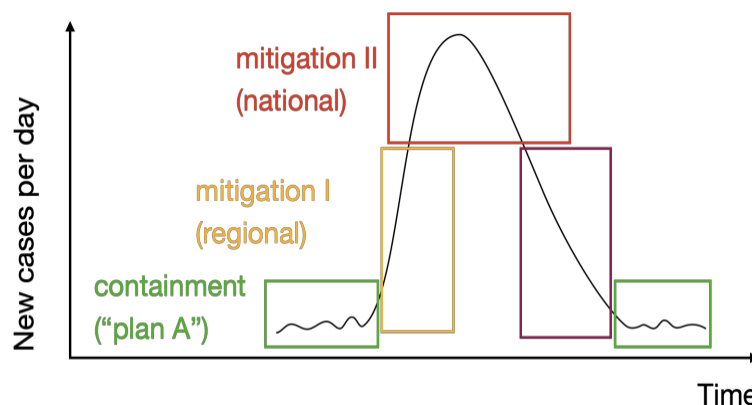 mitigation II
(national)
mitigation I
(regional)
containment
(“plan A”)
New cases per day
Time